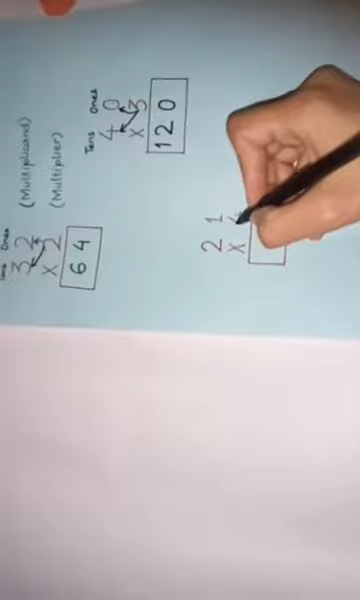 Tens Ones
3 2 (Multiplicand)
× 2 (Multiplier)
6 4
Tens Ones
4 0
× 3
1 2 0
2 1
×